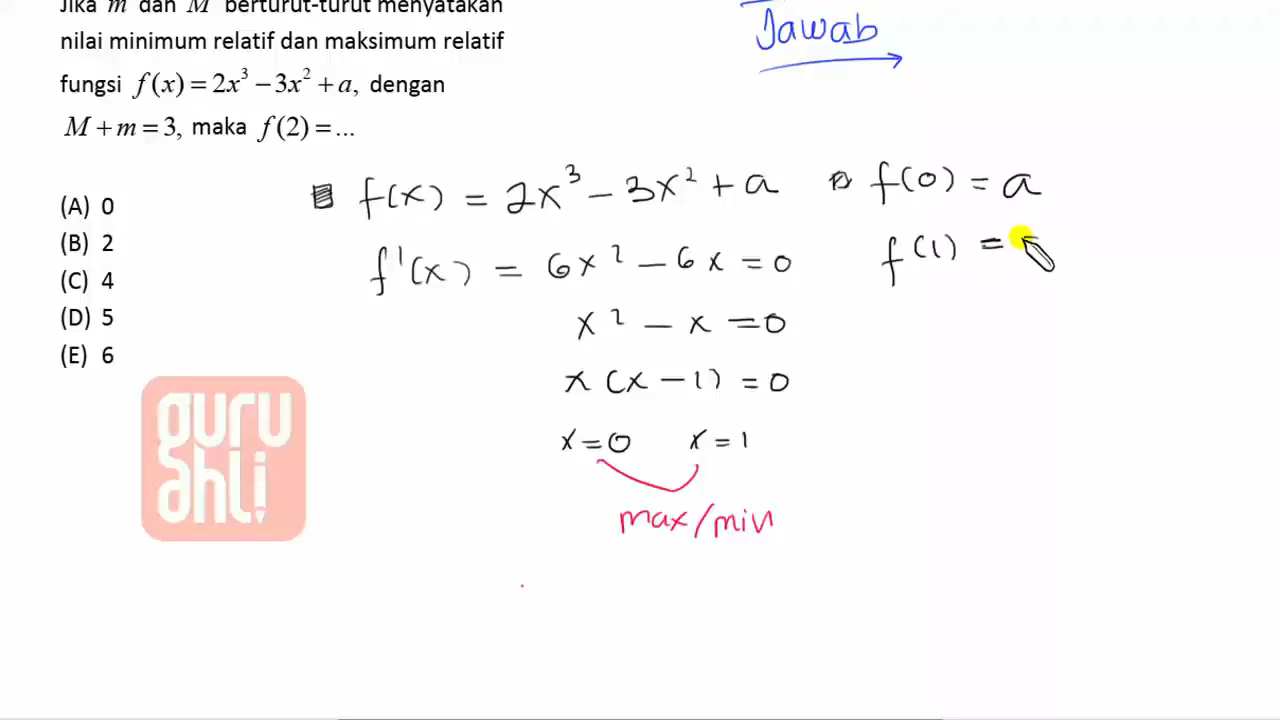 Jika m dan M berturut-turut menyatakan
nilai minimum relatif dan maksimum relatif
fungsi f(x) = 2x³ − 3x² + a, dengan
M + m = 3, maka f(2) = ...
(A) 0
(B) 2
(C) 4
(D) 5
(E) 6
guru
ahli
Jawab
f(x) = 2x³ − 3x² + a
f'(x) = 6x² − 6x = 0
x² − x = 0
x (x − 1) = 0
x = 0 x = 1
max/min
f(0) = a
f(1) =